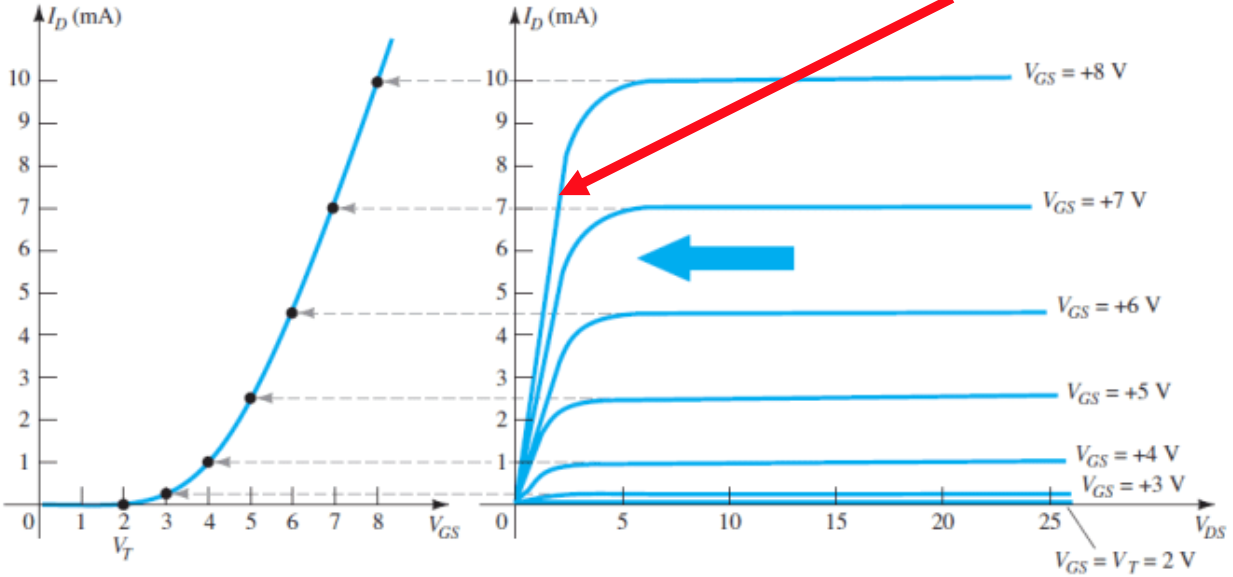 I_D (mA)
10
9
8
7
6
5
4
3
2
1
0
1
2
3
4
5
6
7
8
V_GS
V_T
I_D (mA)
10
9
8
7
6
5
4
3
2
1
0
5
10
15
20
25
V_DS
V_GS = +8 V
V_GS = +7 V
V_GS = +6 V
V_GS = +5 V
V_GS = +4 V
V_GS = +3 V
V_GS = V_T = 2 V